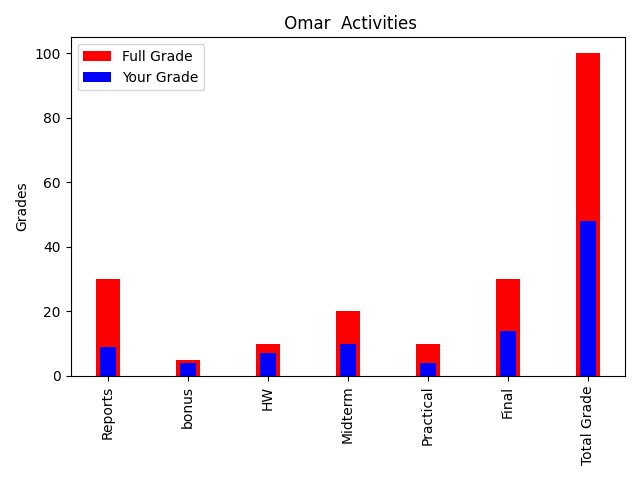 Omar  Activities
Full Grade
Your Grade
Grades
100
80
60
40
20
0
Reports
bonus
HW
Midterm
Practical
Final
Total Grade